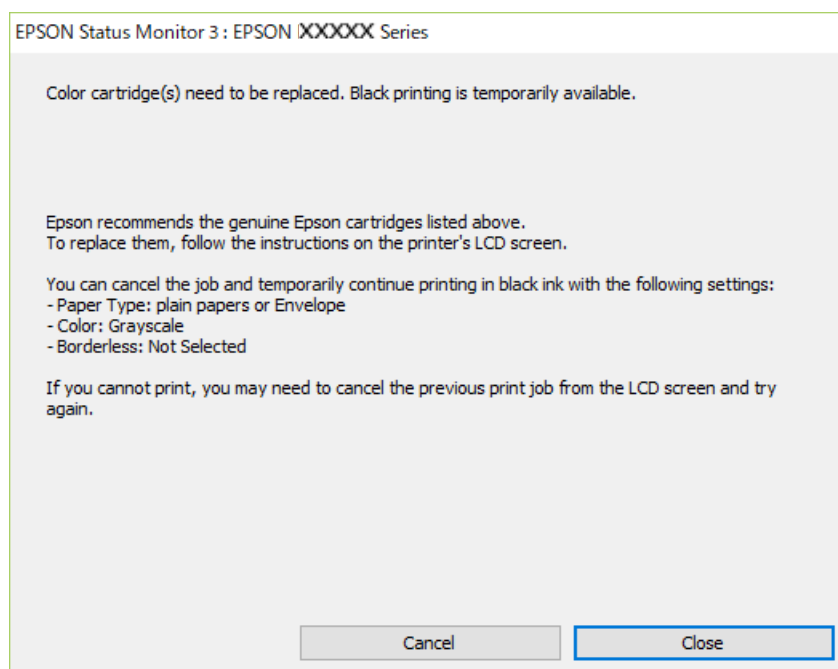 EPSON Status Monitor 3 : EPSON XXXXX Series
Color cartridge(s) need to be replaced. Black printing is temporarily available.
Epson recommends the genuine Epson cartridges listed above.
To replace them, follow the instructions on the printer's LCD screen.
You can cancel the job and temporarily continue printing in black ink with the following settings:
- Paper Type: plain papers or Envelope
- Color: Grayscale
- Borderless: Not Selected
If you cannot print, you may need to cancel the previous print job from the LCD screen and try
again.
Cancel
Close